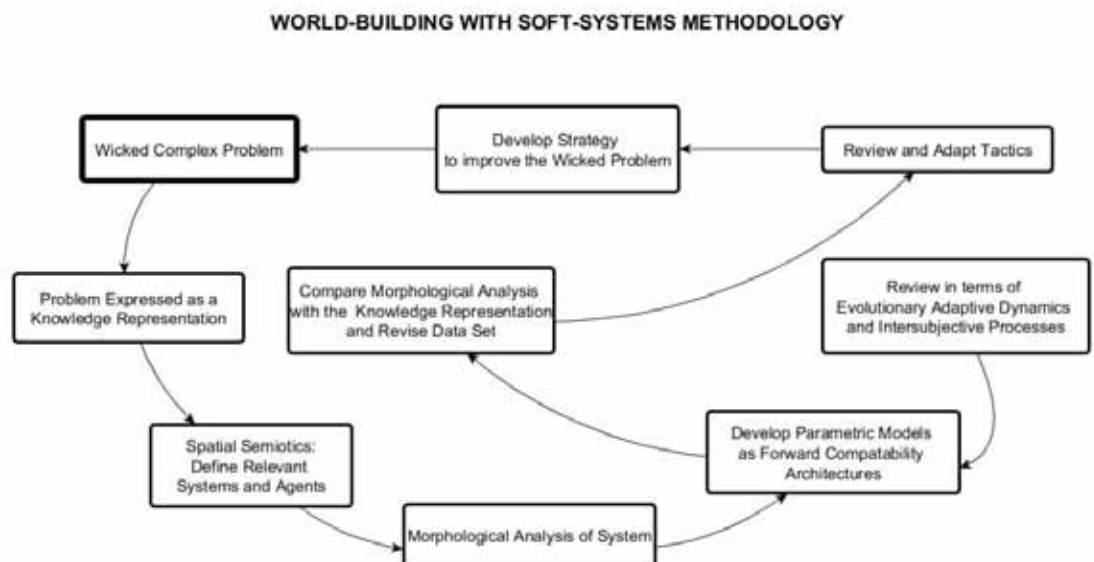 WORLD-BUILDING WITH SOFT-SYSTEMS METHODOLOGY
Wicked Complex Problem
Develop Strategy
to improve the Wicked Problem
Review and Adapt Tactics
Problem Expressed as a
Knowledge Representation
Compare Morphological Analysis
with the Knowledge Representation
and Revise Data Set
Review in terms of
Evolutionary Adaptive Dynamics
and Intersubjective Processes
Spatial Semiotics:
Define Relevant
Systems and Agents
Develop Parametric Models
as Forward Compatability
Architectures
Morphological Analysis of System